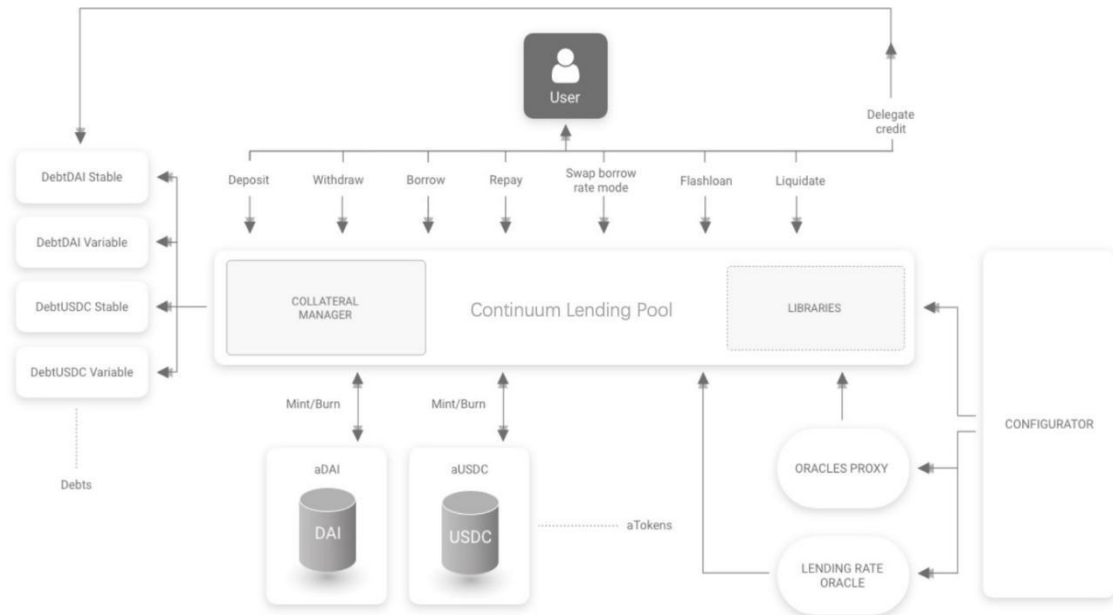 User
Delegate
credit
Deposit
Withdraw
Borrow
Repay
Swap borrow
rate mode
Flashloan
Liquidate
DebtDAI Stable
DebtDAI Variable
DebtUSDC Stable
DebtUSDC Variable
Debts
COLLATERAL
MANAGER
Continuum Lending Pool
LIBRARIES
CONFIGURATOR
Mint/Burn
Mint/Burn
aDAI
DAI
aUSDC
USDC
aTokens
ORACLES PROXY
LENDING RATE
ORACLE